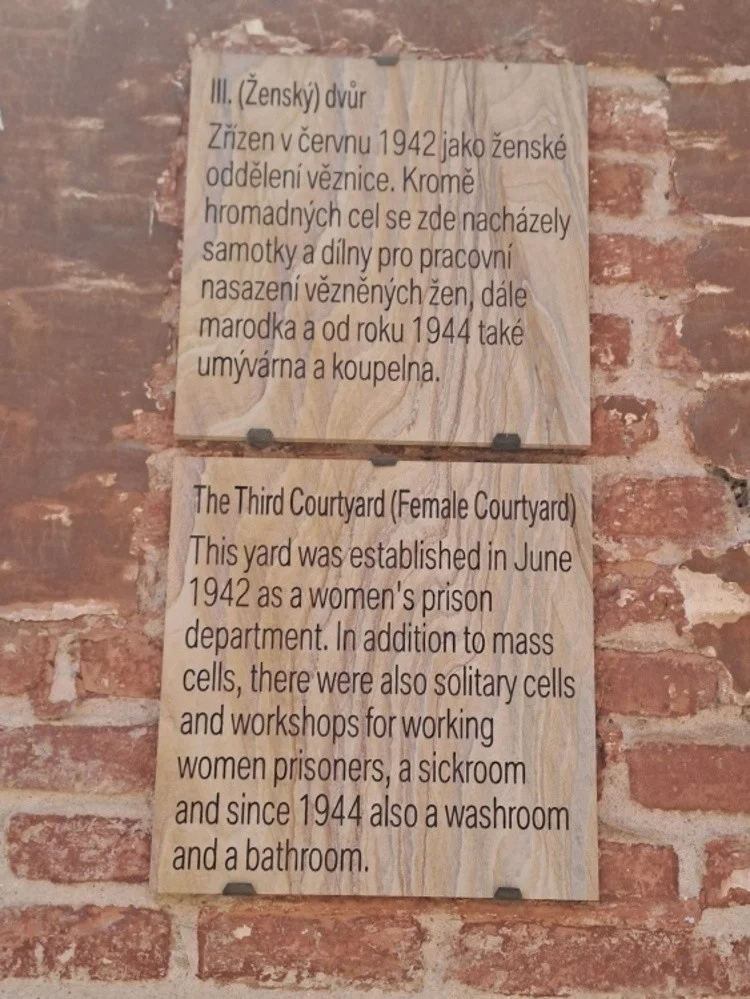 III. (Ženský) dvůr
Zřízen v červnu 1942 jako ženské
oddělení věznice. Kromě
hromadných cel se zde nacházely
samotky a dílny pro pracovní
nasazení vězněných žen, dále
marodka a od roku 1944 také
umývárna a koupelna.
The Third Courtyard (Female Courtyard)
This yard was established in June
1942 as a women's prison
department. In addition to mass
cells, there were also solitary cells
and workshops for working
women prisoners, a sickroom
and since 1944 also a washroom
and a bathroom.